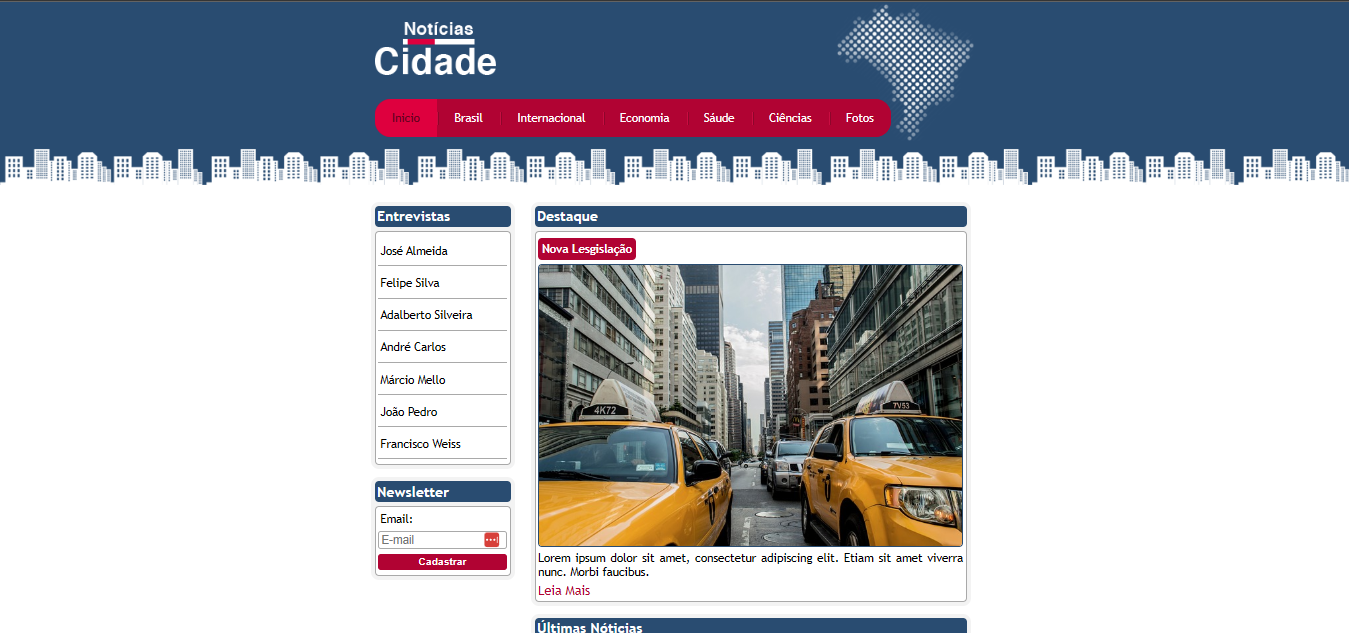 Notícias
Cidade
Inicio
Brasil
Internacional
Economia
Sáude
Ciências
Fotos
Entrevistas
José Almeida
Felipe Silva
Adalberto Silveira
André Carlos
Márcio Mello
João Pedro
Francisco Weiss
Newsletter
Email:
E-mail
Cadastrar
Destaque
Nova Lesgislação
4K72
7V53
Lorem ipsum dolor sit amet, consectetur adipiscing elit. Etiam sit amet viverra
nunc. Morbi faucibus.
Leia Mais
Últimas Nóticias